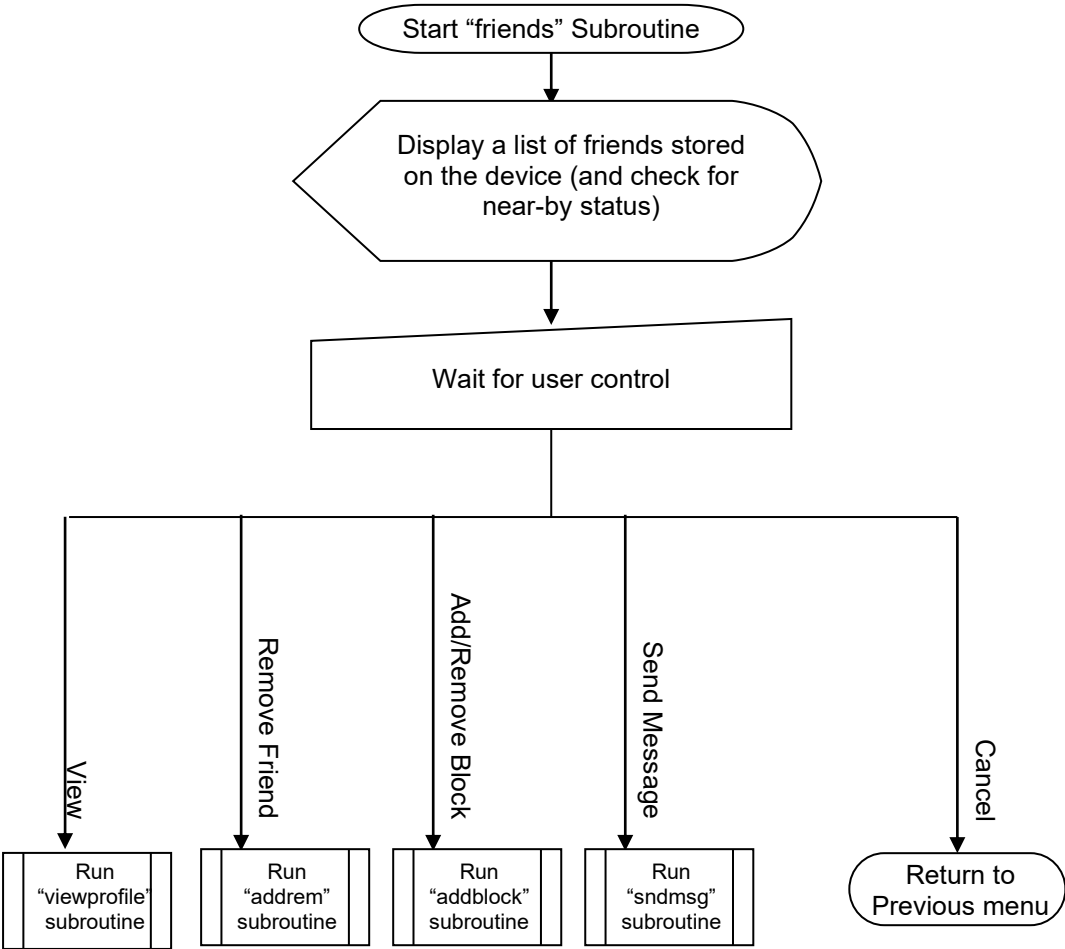 Start “friends” Subroutine
Display a list of friends stored
on the device (and check for
near-by status)
Wait for user control
View
Remove Friend
Add/Remove Block
Send Message
Cancel
Run
“viewprofile”
subroutine
Run
“addrem”
subroutine
Run
“addblock”
subroutine
Run
“sndmsg”
subroutine
Return to
Previous menu